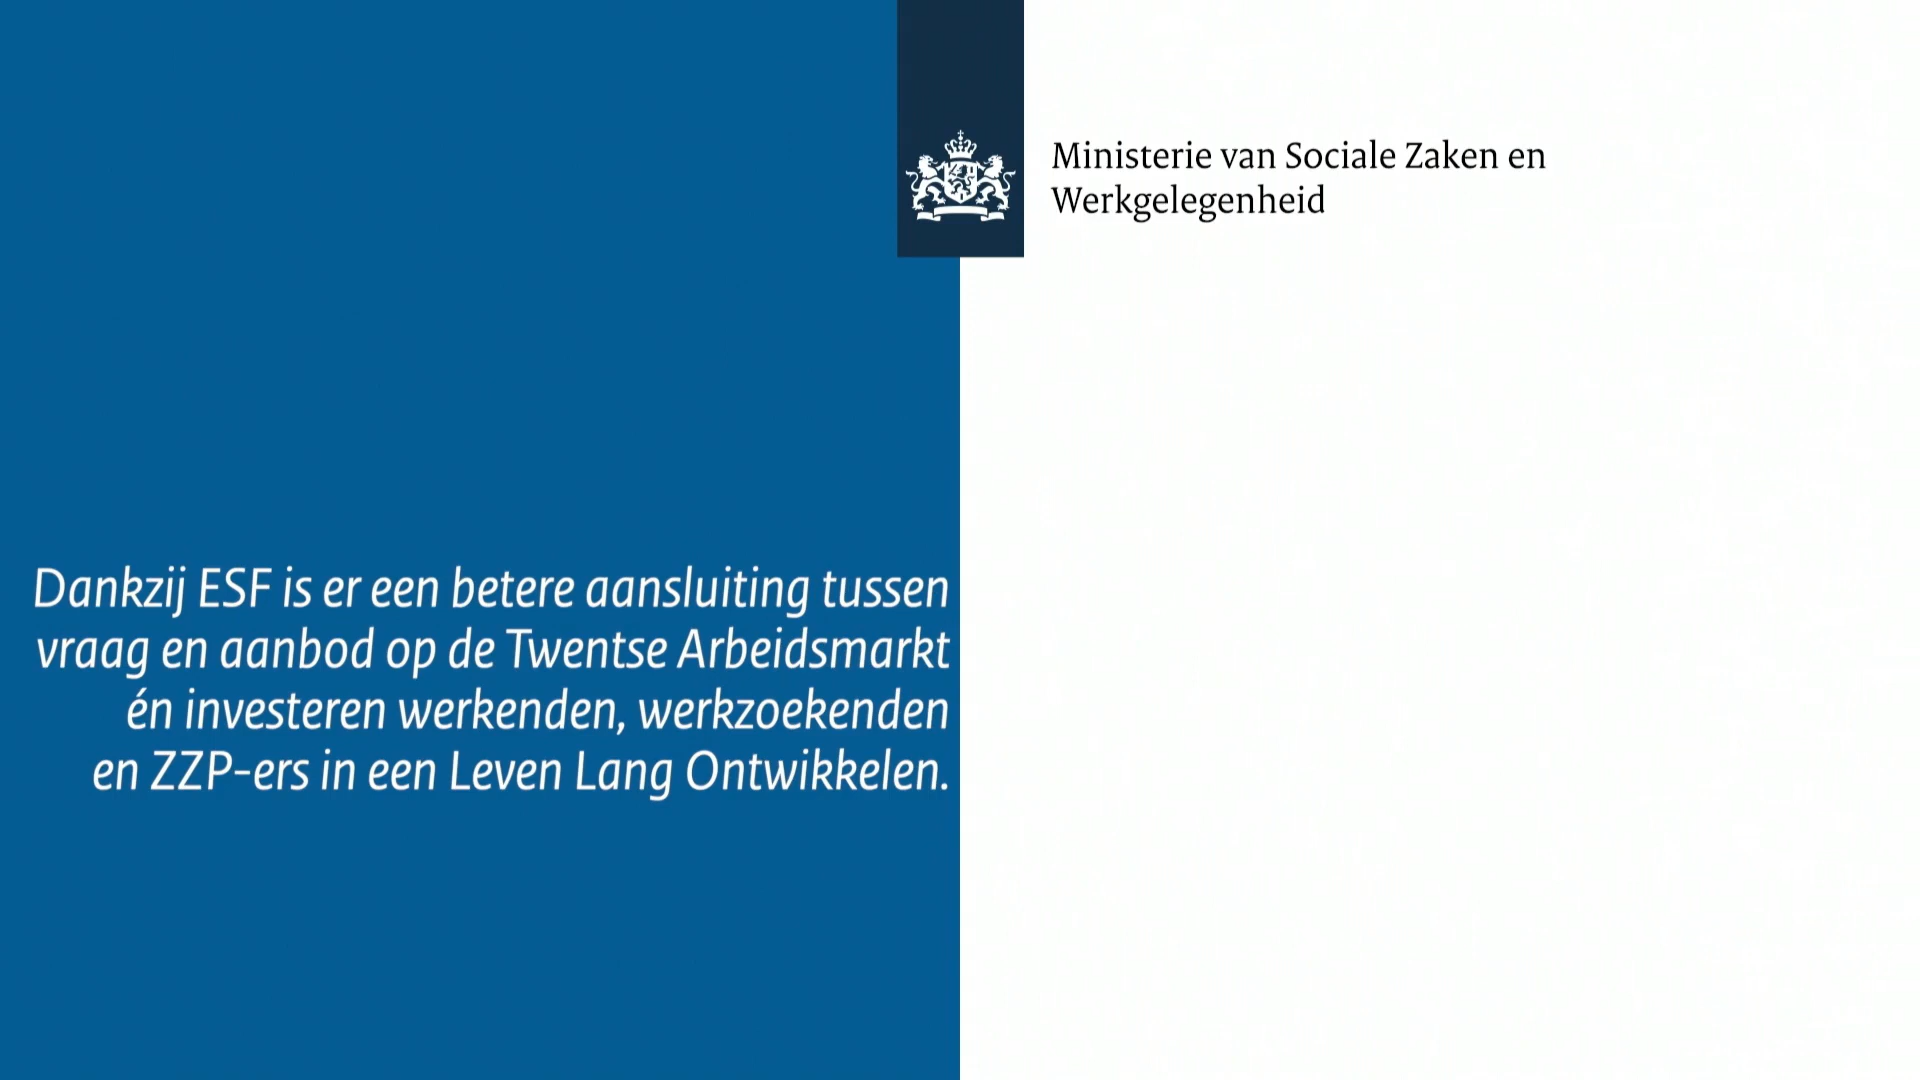 Ministerie van Sociale Zaken en
Werkgelegenheid
Dankzij ESF is er een betere aansluiting tussen
vraag en aanbod op de Twentse Arbeidsmarkt
én investeren werkenden, werkzoekenden
en ZZP-ers in een Leven Lang Ontwikkelen.